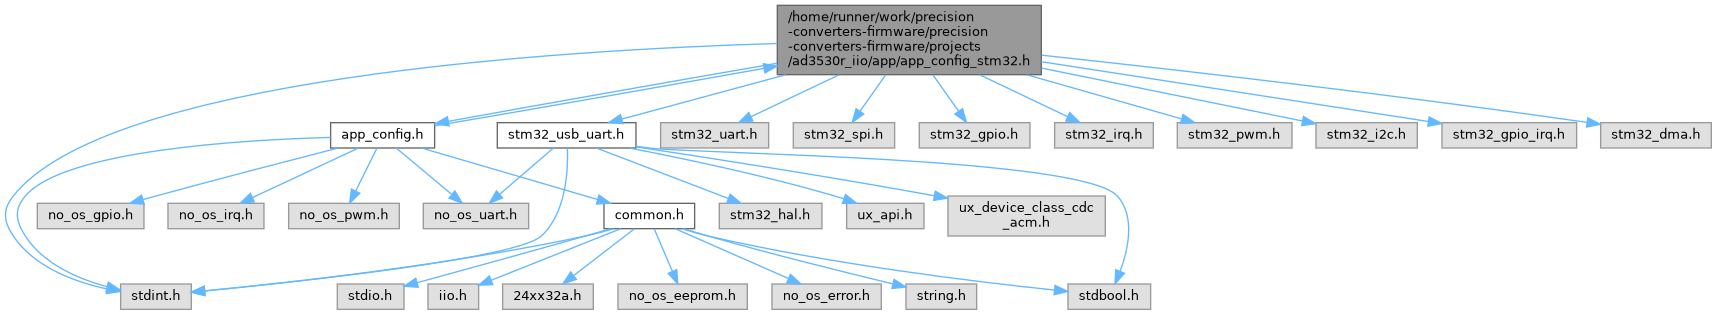 /home/runner/work/precision
-converters-firmware/precision
-converters-firmware/projects
/ad3530r_iio/app/app_config_stm32.h
app_config.h
stm32_usb_uart.h
stm32_uart.h
stm32_spi.h
stm32_gpio.h
stm32_irq.h
stm32_pwm.h
stm32_i2c.h
stm32_gpio_irq.h
stm32_dma.h
no_os_gpio.h
no_os_irq.h
no_os_pwm.h
no_os_uart.h
common.h
stm32_hal.h
ux_api.h
ux_device_class_cdc
_acm.h
stdint.h
stdio.h
iio.h
24xx32a.h
no_os_eeprom.h
no_os_error.h
string.h
stdbool.h